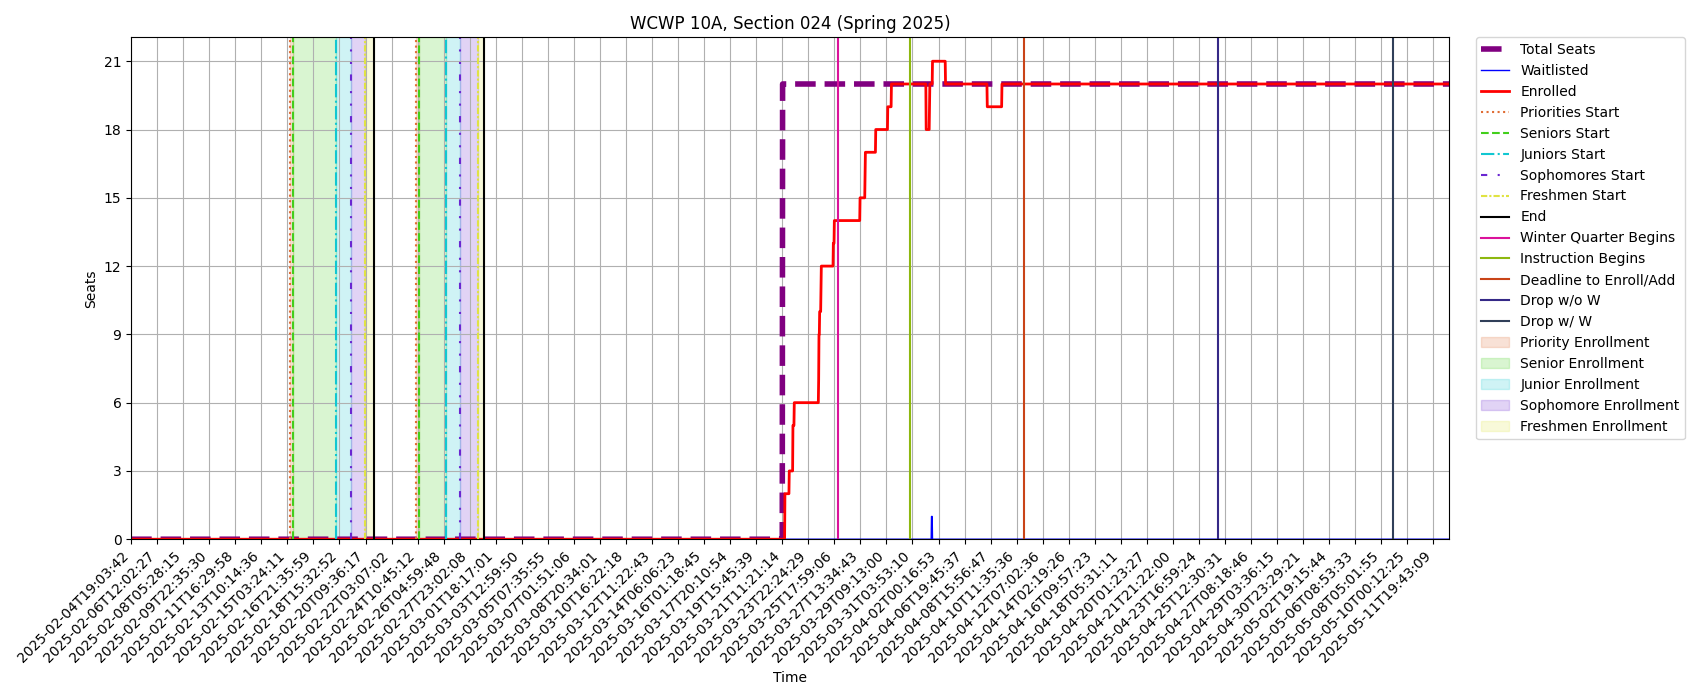 WCWP 10A, Section 024 (Spring 2025)
Seats
21
18
15
12
9
6
3
0
2025-02-04T19:03:42
2025-02-06T12:02:27
2025-02-08T05:28:15
2025-02-09T22:35:30
2025-02-11T16:29:58
2025-02-13T10:14:36
2025-02-15T03:24:11
2025-02-16T21:35:59
2025-02-18T15:32:52
2025-02-20T09:36:17
2025-02-22T03:07:02
2025-02-24T10:45:12
2025-02-26T04:59:48
2025-02-27T23:02:08
2025-03-01T18:17:01
2025-03-03T12:59:50
2025-03-05T07:35:55
2025-03-07T01:51:06
2025-03-08T20:34:01
2025-03-10T16:22:18
2025-03-12T11:22:43
2025-03-14T06:06:23
2025-03-16T01:18:45
2025-03-17T20:10:54
2025-03-19T15:45:39
2025-03-21T11:21:14
2025-03-23T22:24:29
2025-03-25T17:59:06
2025-03-27T13:34:43
2025-03-29T09:13:00
2025-03-31T03:53:10
2025-04-02T00:16:53
2025-04-06T19:45:37
2025-04-08T15:56:47
2025-04-10T11:35:36
2025-04-12T07:02:36
2025-04-14T02:19:26
2025-04-16T09:57:23
2025-04-18T05:31:11
2025-04-20T01:23:27
2025-04-21T21:22:00
2025-04-23T16:59:24
2025-04-25T12:30:31
2025-04-27T08:18:46
2025-04-29T03:36:15
2025-04-30T23:29:21
2025-05-02T19:15:44
2025-05-06T08:53:33
2025-05-08T05:01:55
2025-05-10T00:12:25
2025-05-11T19:43:09
Time
Total Seats
Waitlisted
Enrolled
Priorities Start
Seniors Start
Juniors Start
Sophomores Start
Freshmen Start
End
Winter Quarter Begins
Instruction Begins
Deadline to Enroll/Add
Drop w/o W
Drop w/ W
Priority Enrollment
Senior Enrollment
Junior Enrollment
Sophomore Enrollment
Freshmen Enrollment